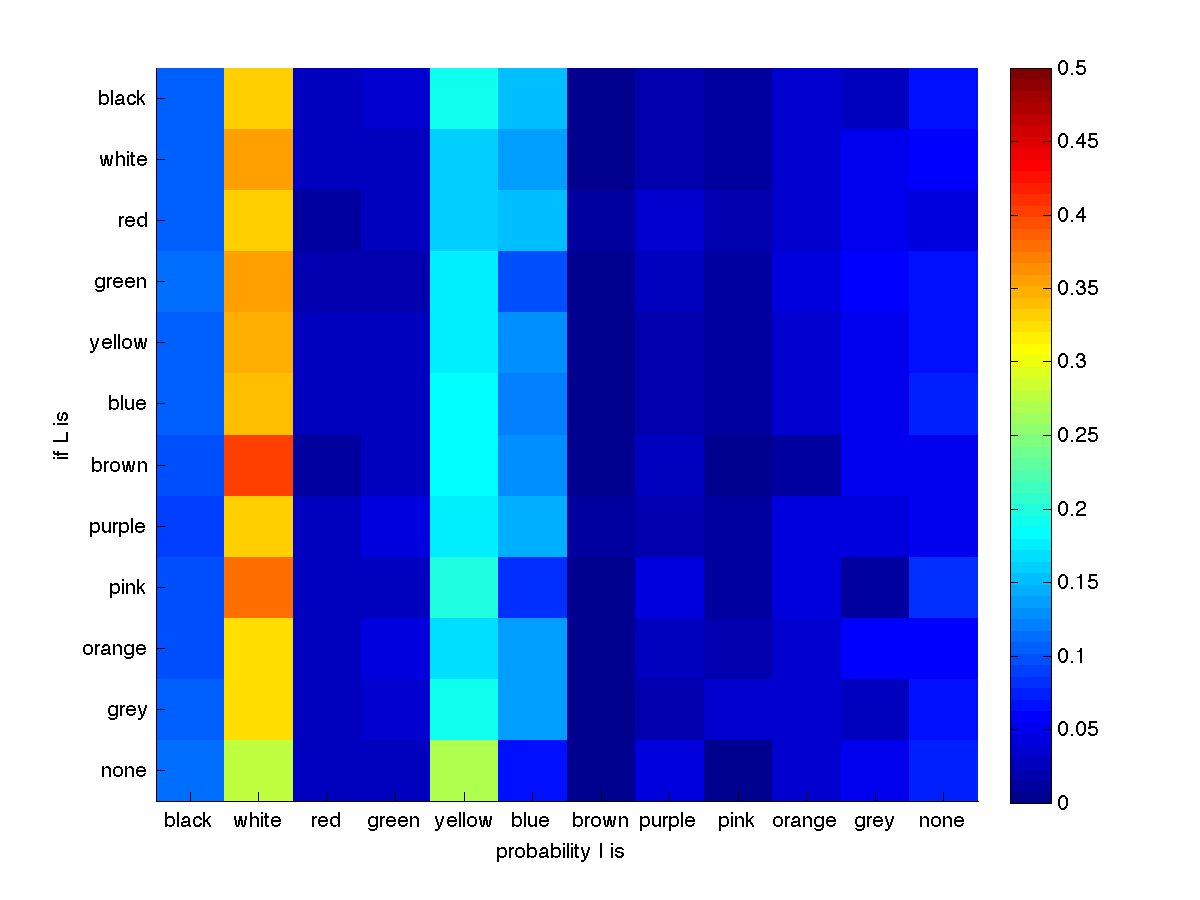 black
white
red
green
yellow
blue
brown
purple
pink
orange
grey
none
if L is
black white red green yellow blue brown purple pink orange grey none
probability I is
0.5
0.45
0.4
0.35
0.3
0.25
0.2
0.15
0.1
0.05
0